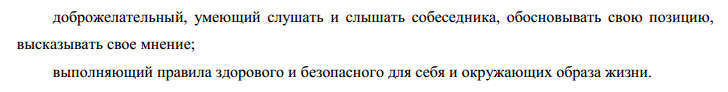 доброжелательный, умеющий слушать и слышать собеседника, обосновывать свою позицию,
высказывать свое мнение;
выполняющий правила здорового и безопасного для себя и окружающих образа жизни.